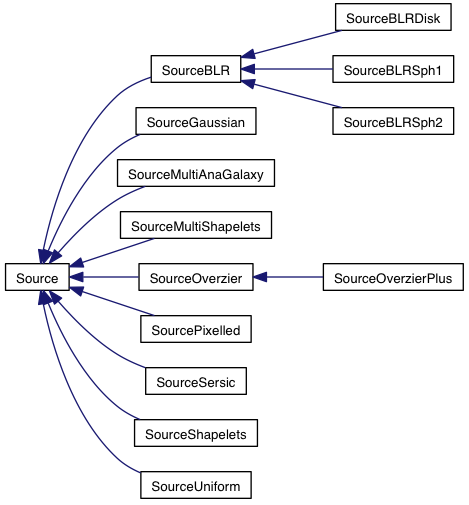 SourceBLRDisk
SourceBLR
SourceBLRSph1
SourceBLRSph2
SourceGaussian
SourceMultiAnaGalaxy
SourceMultiShapelets
Source
SourceOverzier
SourceOverzierPlus
SourcePixelled
SourceSersic
SourceShapelets
SourceUniform